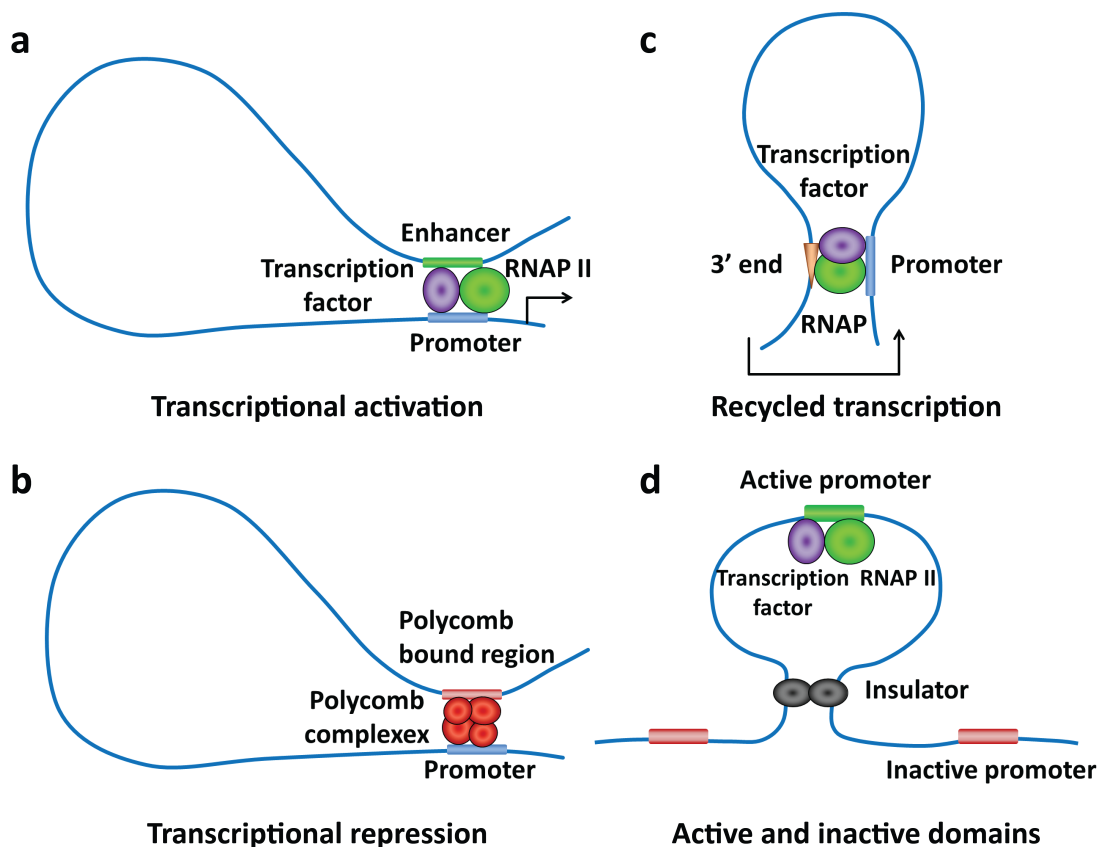 a
Enhancer
Transcription
factor
RNAP II
Promoter
Transcriptional activation
b
Polycomb
bound region
Polycomb
complexex
Promoter
Transcriptional repression
c
Transcription
factor
3’ end
Promoter
RNAP
Recycled transcription
d
Active promoter
Transcription
factor
RNAP II
Insulator
Inactive promoter
Active and inactive domains